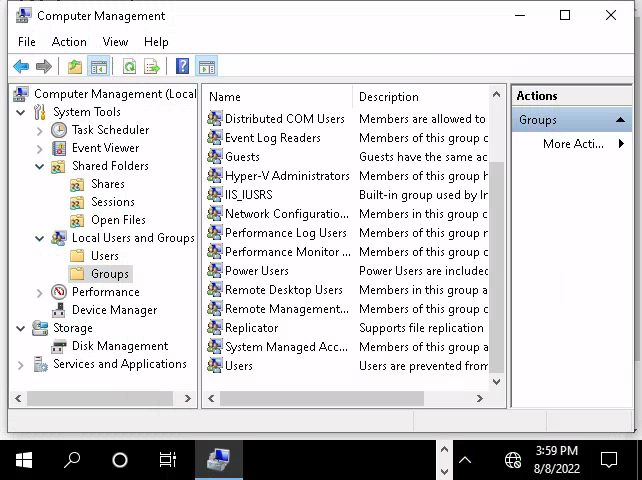 Computer Management
File Action View Help
Computer Management (Local
System Tools
Task Scheduler
Event Viewer
Shared Folders
Shares
Sessions
Open Files
Local Users and Groups
Users
Groups
Performance
Device Manager
Storage
Disk Management
Services and Applications
Name Description
Distributed COM Users Members are allowed to
Event Log Readers Members of this group c
Guests Guests have the same ac
Hyper-V Administrators Members of this group h
IIS_IUSRS Built-in group used by In
Network Configuratio... Members in this group c
Performance Log Users Members of this group n
Performance Monitor ... Members of this group c
Power Users Power Users are included
Remote Desktop Users Members in this group a
Remote Management... Members of this group c
Replicator Supports file replication
System Managed Acc... Members of this group a
Users Users are prevented from
Actions
Groups
More Acti...
3:59 PM
8/8/2022